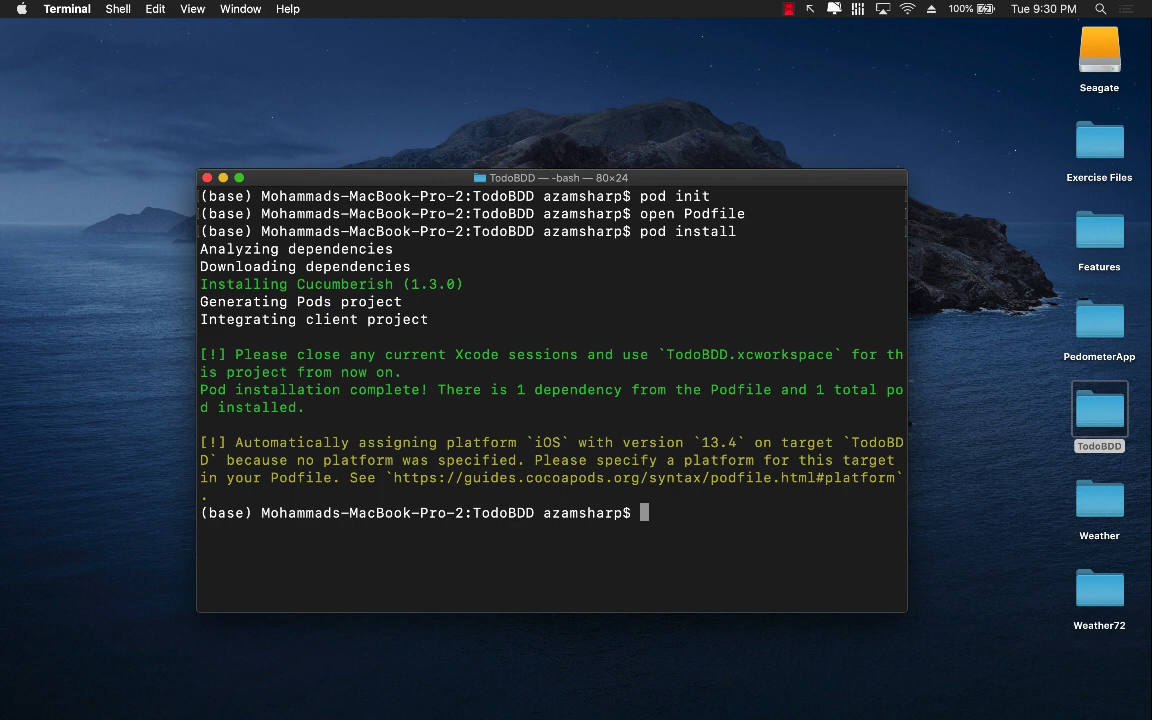 Terminal Shell Edit View Window Help 100% Tue 9:30 PM
Seagate
Exercise Files
Features
PedometerApp
TodoBDD
Weather
Weather72
TodoBDD — -bash — 80×24
(base) Mohammads-MacBook-Pro-2:TodoBDD azamsharp$ pod init
(base) Mohammads-MacBook-Pro-2:TodoBDD azamsharp$ open Podfile
(base) Mohammads-MacBook-Pro-2:TodoBDD azamsharp$ pod install
Analyzing dependencies
Downloading dependencies
Installing Cucumberish (1.3.0)
Generating Pods project
Integrating client project
[!] Please close any current Xcode sessions and use `TodoBDD.xcworkspace` for th
is project from now on.
Pod installation complete! There is 1 dependency from the Podfile and 1 total po
d installed.
[!] Automatically assigning platform `iOS` with version `13.4` on target `TodoBD
D` because no platform was specified. Please specify a platform for this target
in your Podfile. See `https://guides.cocoapods.org/syntax/podfile.html#platform`
.
(base) Mohammads-MacBook-Pro-2:TodoBDD azamsharp$